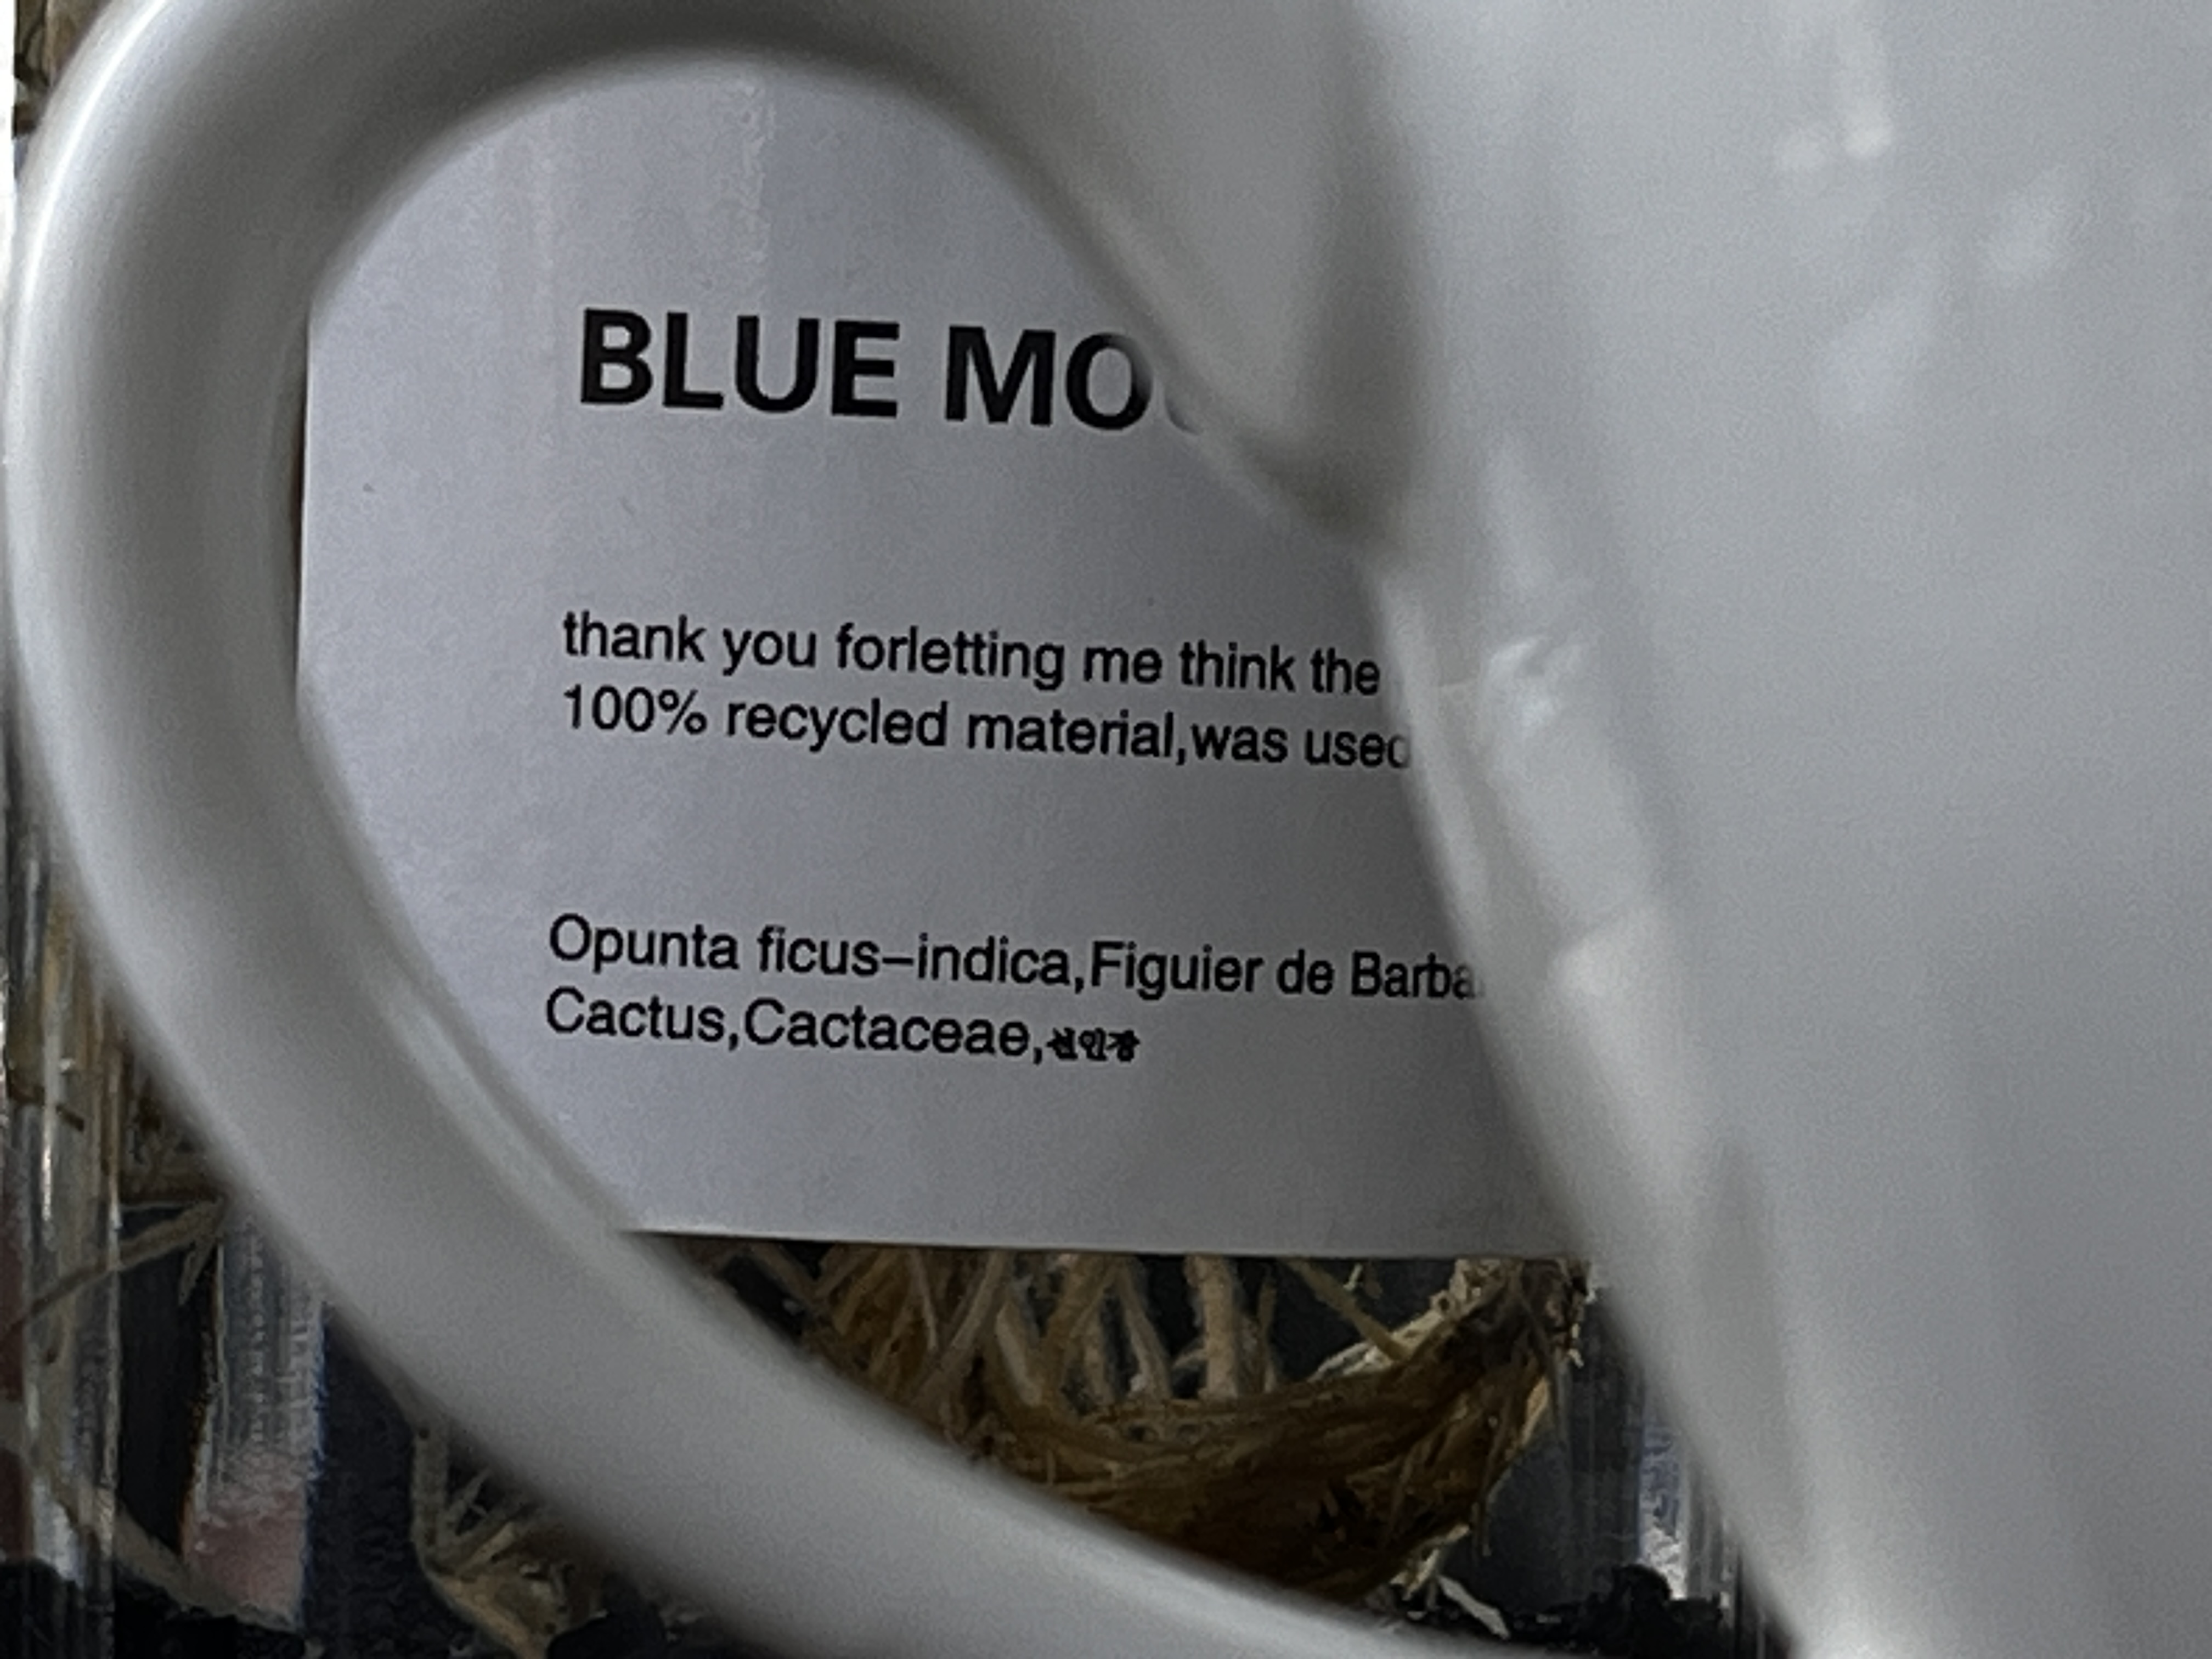 BLUE MO
thank you forletting me think the
100% recycled material,was used
Opunta ficus–indica,Figuier de Barba
Cactus,Cactaceae,선인장